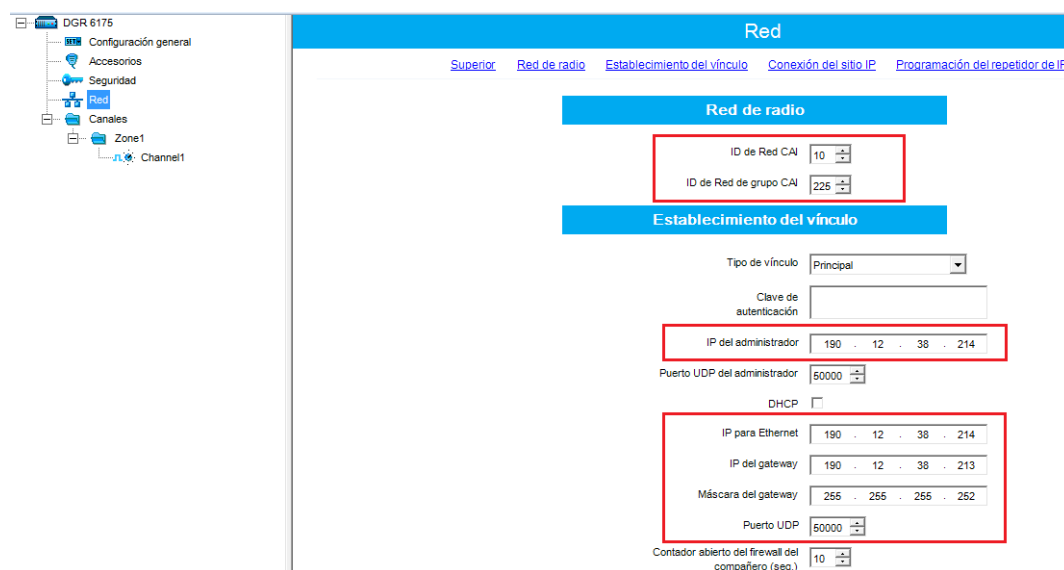 DGR 6175
Configuración general
Accesorios
Seguridad
Red
Canales
Zone1
Channel1
Red
Superior Red de radio Establecimiento del vínculo Conexión del sitio IP Programación del repetidor de IP
Red de radio
ID de Red CAI 10
ID de Red de grupo CAI 225
Establecimiento del vínculo
Tipo de vínculo Principal
Clave de
autenticación
IP del administrador 190 . 12 . 38 . 214
Puerto UDP del administrador 50000
DHCP
IP para Ethernet 190 . 12 . 38 . 214
IP del gateway 190 . 12 . 38 . 213
Máscara del gateway 255 . 255 . 255 . 252
Puerto UDP 50000
Contador abierto del firewall del
compañero (seg.) 10